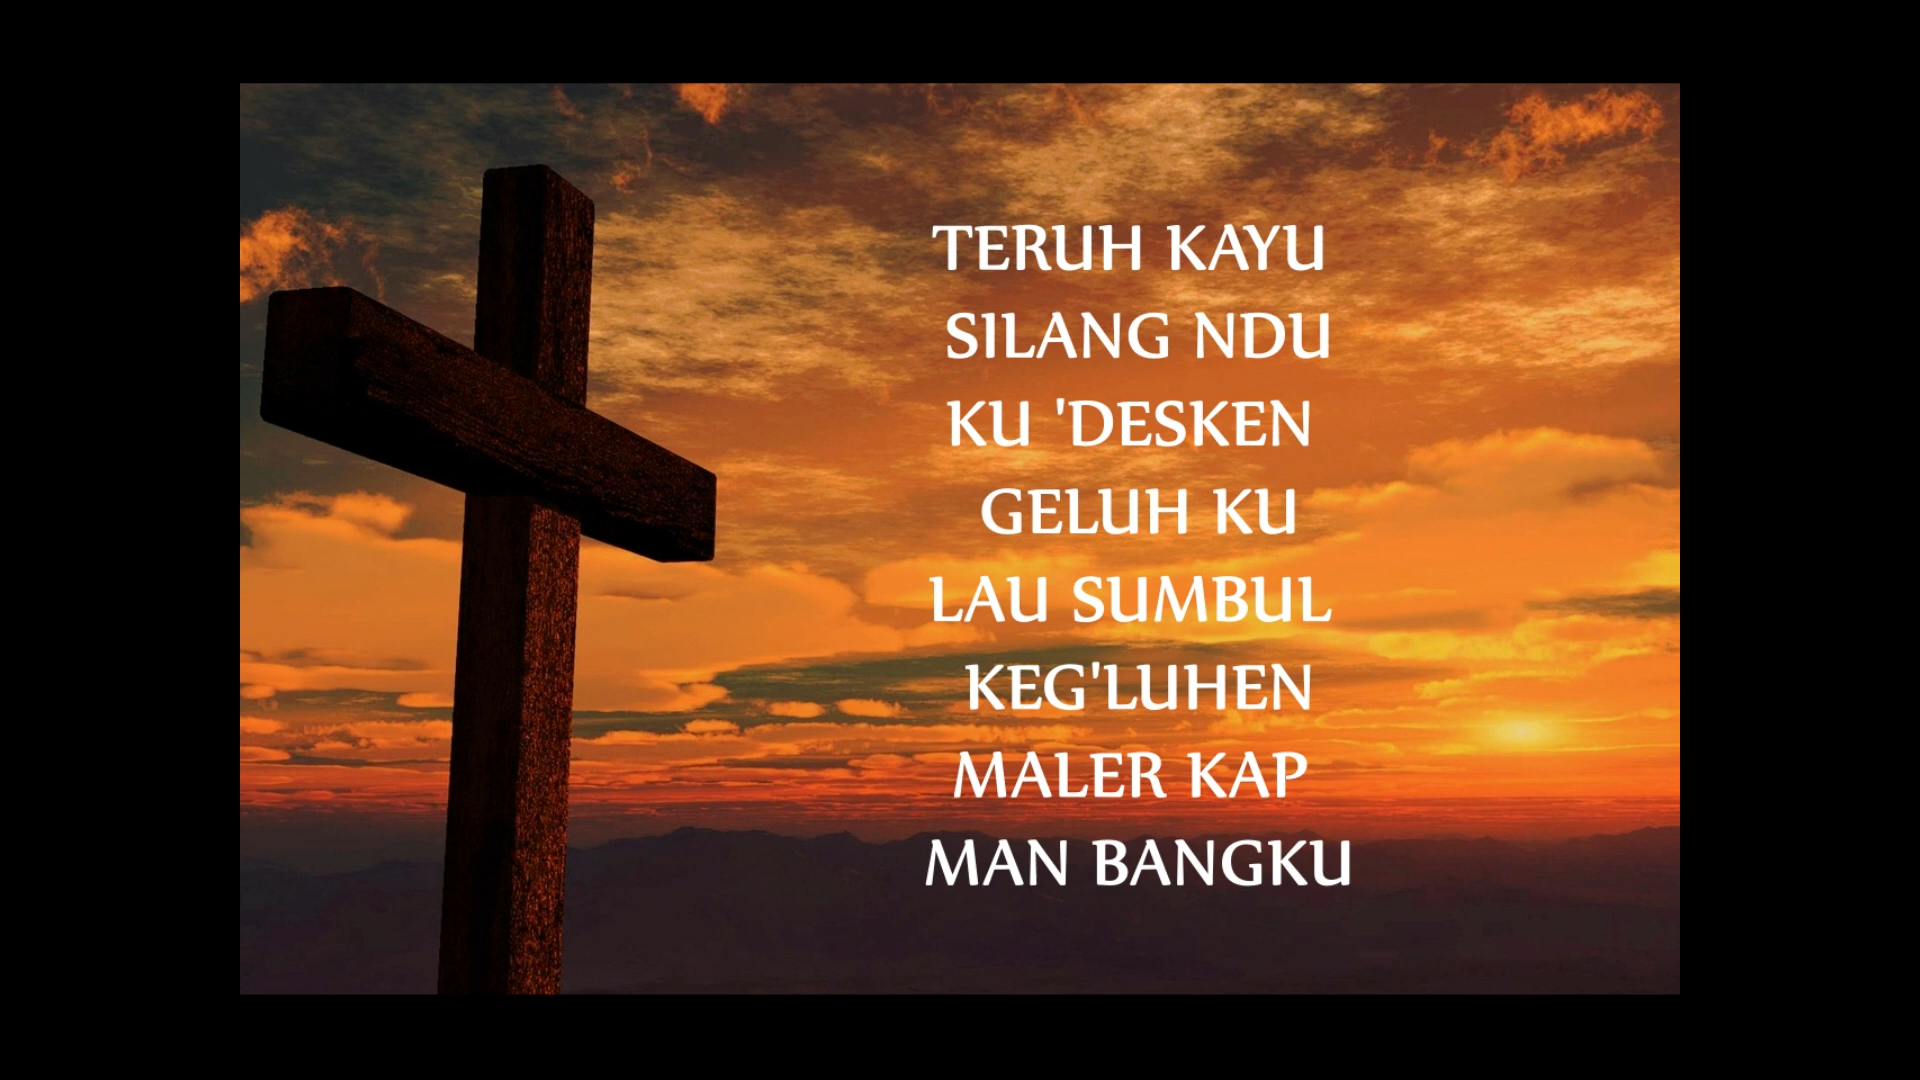 TERUH KAYU
SILANG NDU
KU 'DESKEN
GELUH KU
LAU SUMBUL
KEG'LUHEN
MALER KAP
MAN BANGKU